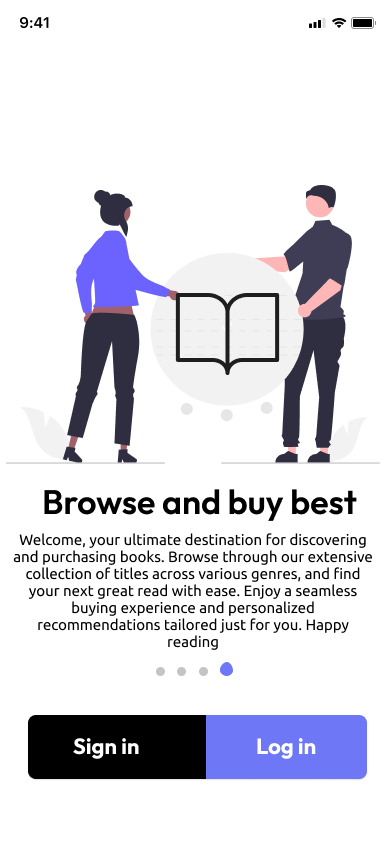 9:41
Browse and buy best
Welcome, your ultimate destination for discovering
and purchasing books. Browse through our extensive
collection of titles across various genres, and find
your next great read with ease. Enjoy a seamless
buying experience and personalized
recommendations tailored just for you. Happy
reading
Sign in
Log in